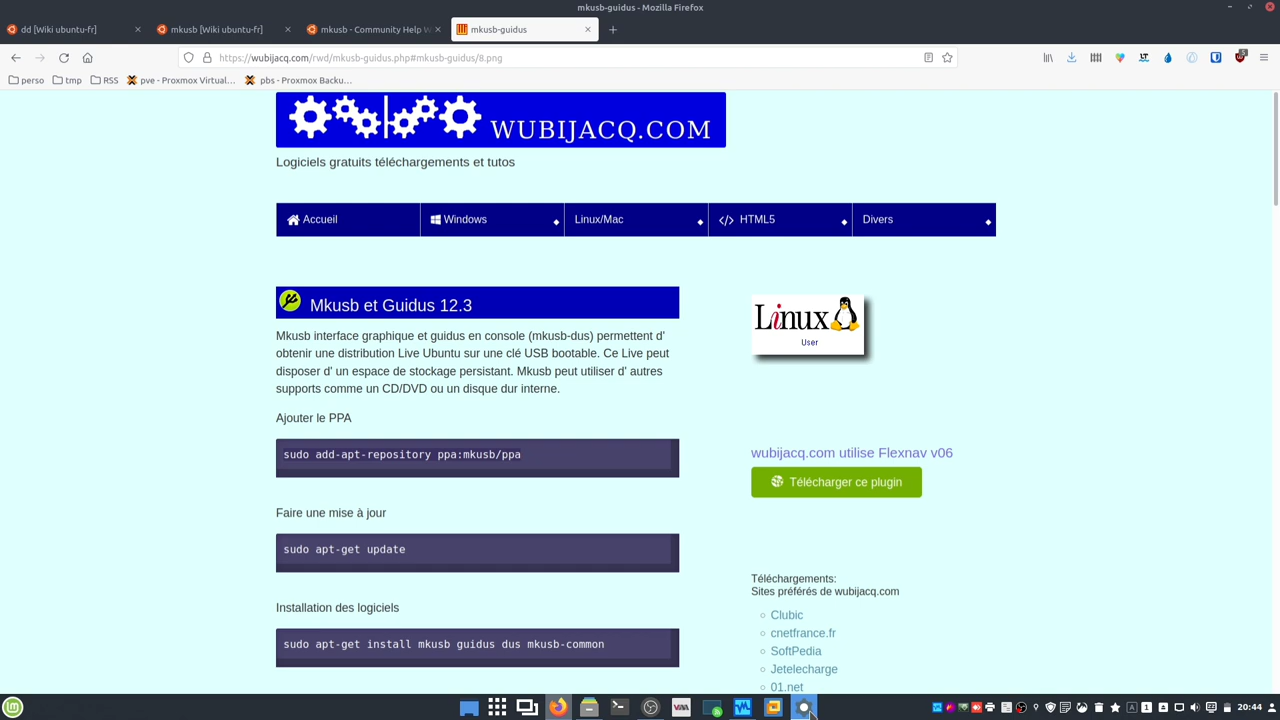 mkusb-guidus - Mozilla Firefox
dd [Wiki ubuntu-fr]
mkusb [Wiki ubuntu-fr]
mkusb - Community Help W
mkusb-guidus
https://wubijacq.com/rwd/mkusb-guidus.php#mkusb-guidus/8.png
perso
tmp
RSS
pve - Proxmox Virtual...
pbs - Proxmox Backu...
WUBIJACQ.COM
Logiciels gratuits téléchargements et tutos
Accueil
Windows
Linux/Mac
HTML5
Divers
Mkusb et Guidus 12.3
Mkusb interface graphique et guidus en console (mkusb-dus) permettent d'
obtenir une distribution Live Ubuntu sur une clé USB bootable. Ce Live peut
disposer d' un espace de stockage persistant. Mkusb peut utiliser d' autres
supports comme un CD/DVD ou un disque dur interne.
Ajouter le PPA
sudo add-apt-repository ppa:mkusb/ppa
Faire une mise à jour
sudo apt-get update
Installation des logiciels
sudo apt-get install mkusb guidus dus mkusb-common
Linux
User
wubijacq.com utilise Flexnav v06
Télécharger ce plugin
Téléchargements:
Sites préférés de wubijacq.com
Clubic
cnetfrance.fr
SoftPedia
Jetelecharge
01.net
20:44